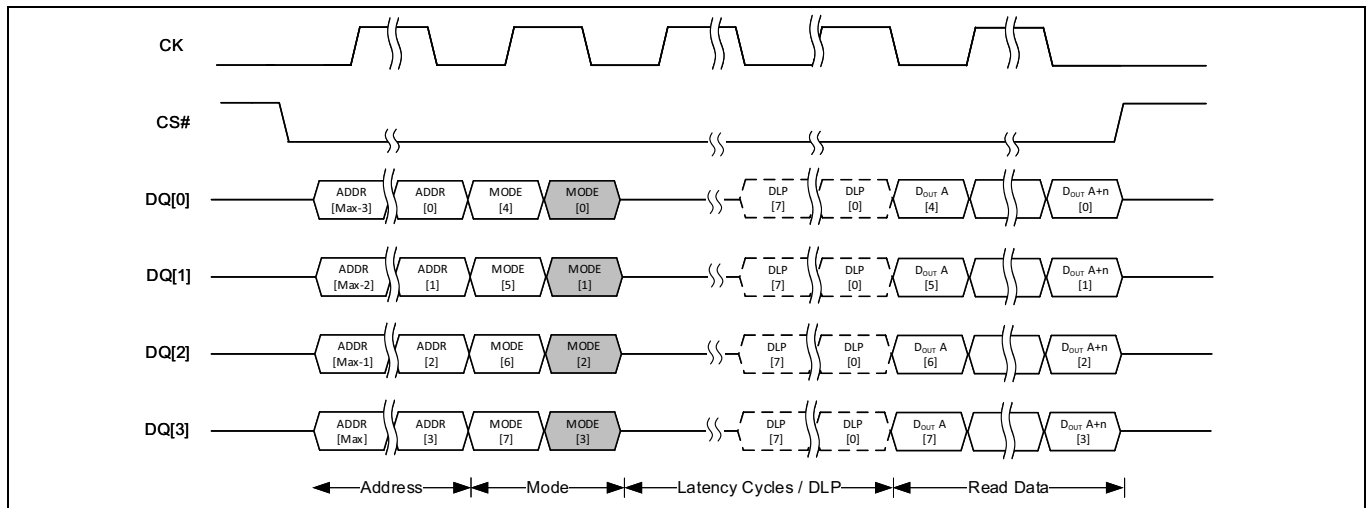 CK
CS#
DQ[0] ADDR [Max-3] ADDR [0] MODE [4] MODE [0] DLP [7] DLP [0] DOUT A [4] DOUT A+n [0]
DQ[1] ADDR [Max-2] ADDR [1] MODE [5] MODE [1] DLP [7] DLP [0] DOUT A [5] DOUT A+n [1]
DQ[2] ADDR [Max-1] ADDR [2] MODE [6] MODE [2] DLP [7] DLP [0] DOUT A [6] DOUT A+n [2]
DQ[3] ADDR [Max] ADDR [3] MODE [7] MODE [3] DLP [7] DLP [0] DOUT A [7] DOUT A+n [3]
Address Mode Latency Cycles / DLP Read Data